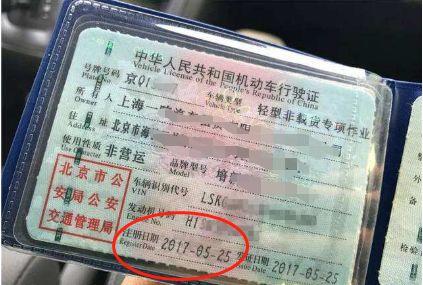 中华人民共和国机动车行驶证
Vehicle License of the People's Republic of China
号牌号码 京Q 车辆类型 轻型非载货专项作业
Plate No. Vehicle Type
所有人 上海
Owner
住址 北京市海
Address
使用性质 非营运 品牌型号
Use Character Model
北京市公
安局公安
交通管理局
车辆识别代号 LSK
VIN
发动机号码 H1
Engine No.
注册日期 2017-05-25 发证日期 2017-05-25
Register Date Issue Date